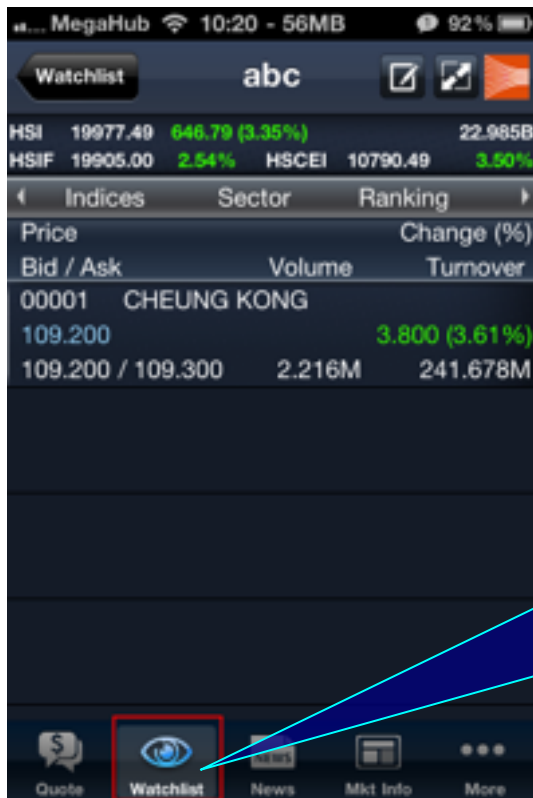 MegaHub 10:20 - 56MB 92%
Watchlist abc
HSI 19977.49 646.79 (3.35%) 22.985B
HSIF 19905.00 2.54% HSCEI 10790.49 3.50%
Indices Sector Ranking
Price Change (%)
Bid / Ask Volume Turnover
00001 CHEUNG KONG
109.200 3.800 (3.61%)
109.200 / 109.300 2.216M 241.678M
$ NEWS
Quote Watchlist News Mkt Info More